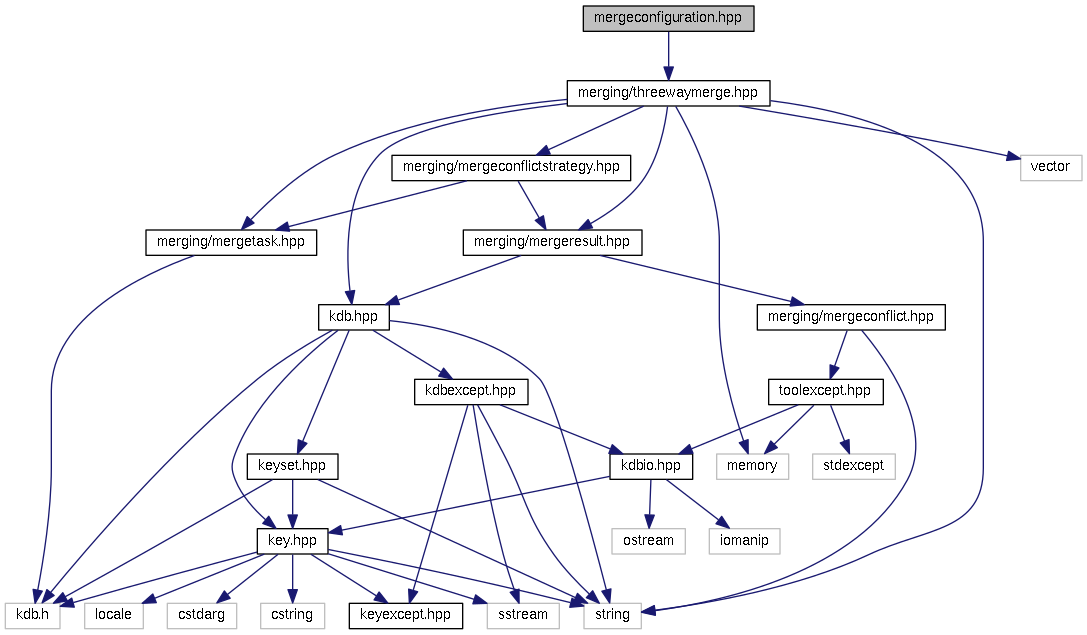 mergeconfiguration.hpp
merging/threewaymerge.hpp
merging/mergeconflictstrategy.hpp
vector
merging/mergetask.hpp
merging/mergeresult.hpp
kdb.hpp
merging/mergeconflict.hpp
kdbexcept.hpp
toolexcept.hpp
keyset.hpp
kdbio.hpp
memory
stdexcept
key.hpp
ostream
iomanip
kdb.h
locale
cstdarg
cstring
keyexcept.hpp
sstream
string